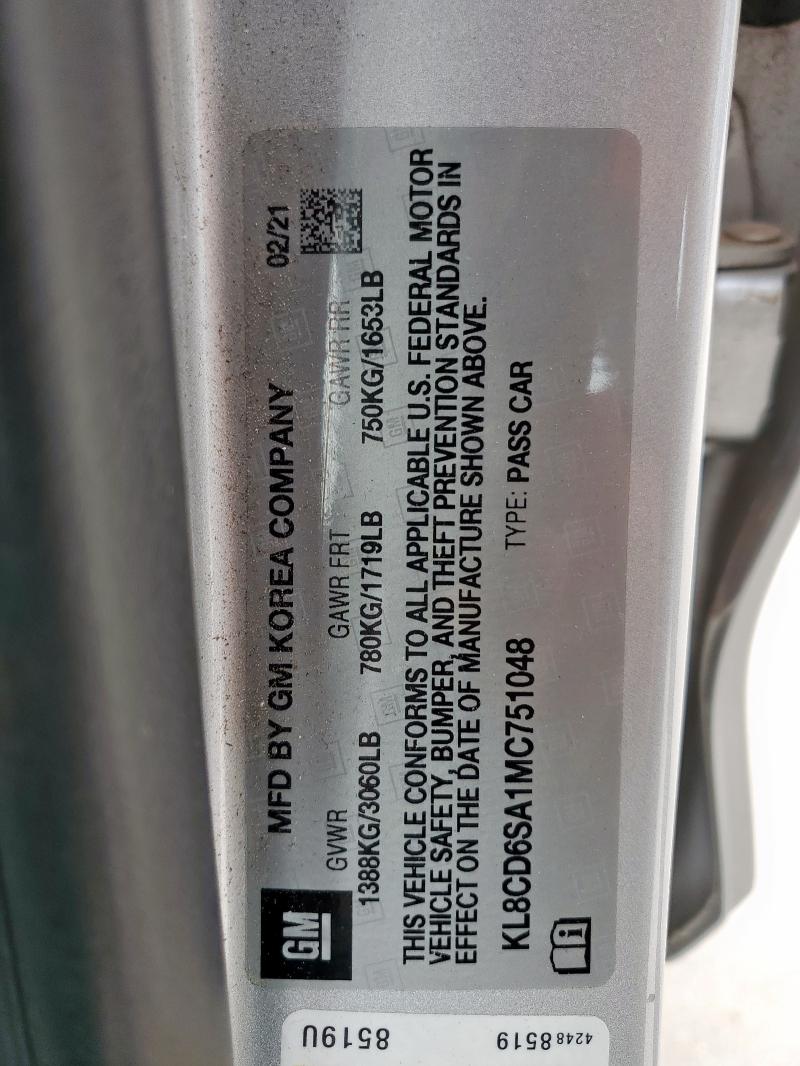 GM
MFD BY GM KOREA COMPANY 02/21
GVWR GAWR FRT GAWR RR
1388KG/3060LB 780KG/1719LB 750KG/1653LB
THIS VEHICLE CONFORMS TO ALL APPLICABLE U.S. FEDERAL MOTOR
VEHICLE SAFETY, BUMPER, AND THEFT PREVENTION STANDARDS IN
EFFECT ON THE DATE OF MANUFACTURE SHOWN ABOVE.
KL8CD6SA1MC751048 TYPE: PASS CAR
i
42488519
8519U